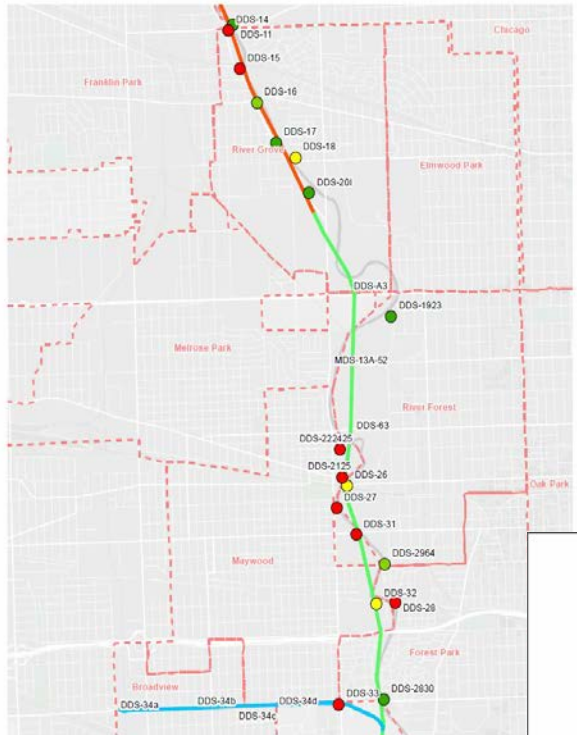 DDS-14
Chicago
DDS-11
DDS-15
Franklin Park
DDS-16
DDS-17
River Grove
DDS-18
Elmwood Park
DDS-20I
DDS-A3
DDS-1923
Melrose Park
MDS-13A-52
River Forest
DDS-63
DDS-222425
DDS-2125
DDS-26
Oak Park
DDS-27
DDS-31
Maywood
DDS-2964
DDS-32
DDS-28
Forest Park
Broadview
DDS-34a
DDS-34b
DDS-34c
DDS-34d
DDS-33
DDS-2830